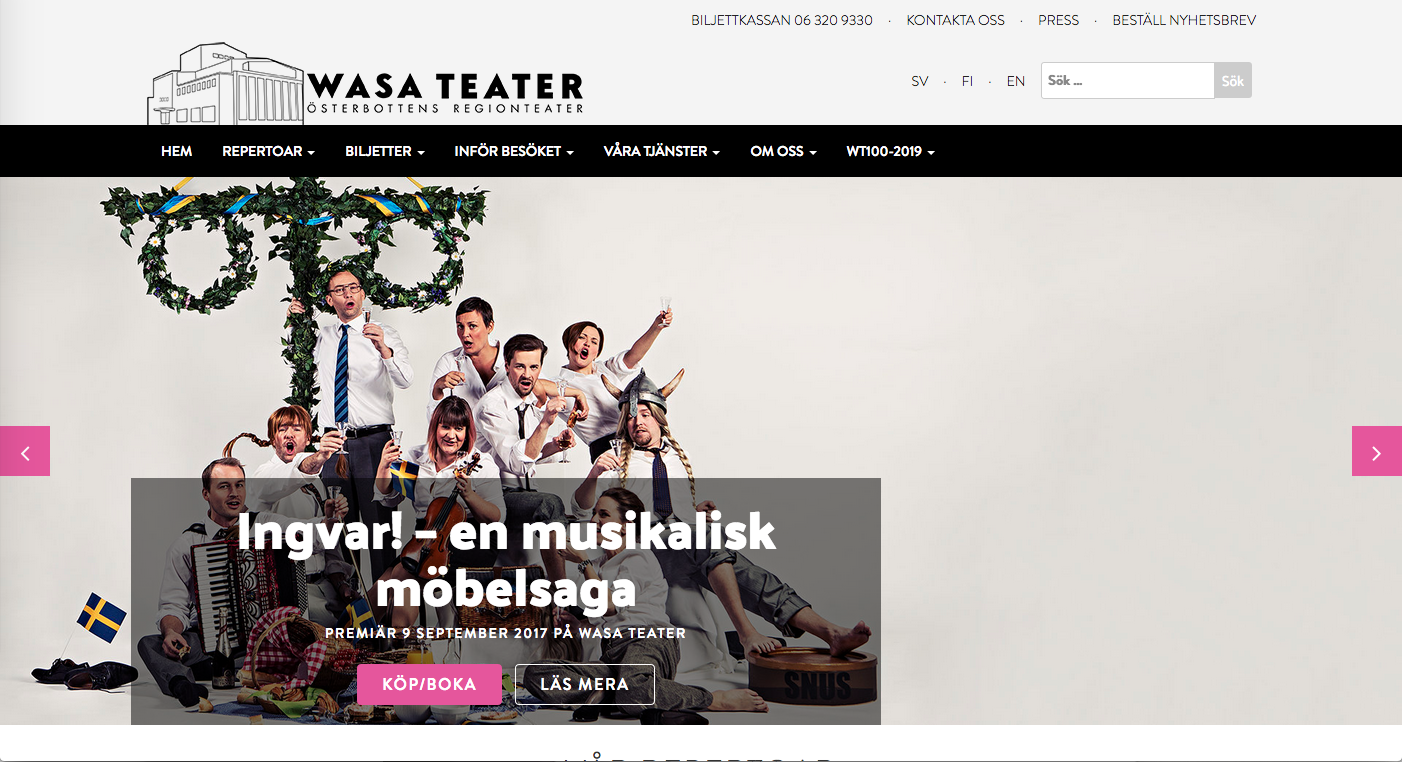 BILJETTKASSAN 06 320 9330 · KONTAKTA OSS · PRESS · BESTÄLL NYHETSBREV
SV · FI · EN Sök ... Sök
WASA TEATER
ÖSTERBOTTENS REGIONTEATER
HEM REPERTOAR BILJETTER INFÖR BESÖKET VÅRA TJÄNSTER OM OSS WT100-2019
Ingvar! – en musikalisk
möbelsaga
PREMIÄR 9 SEPTEMBER 2017 PÅ WASA TEATER
KÖP/BOKA LÄS MERA
SNUS